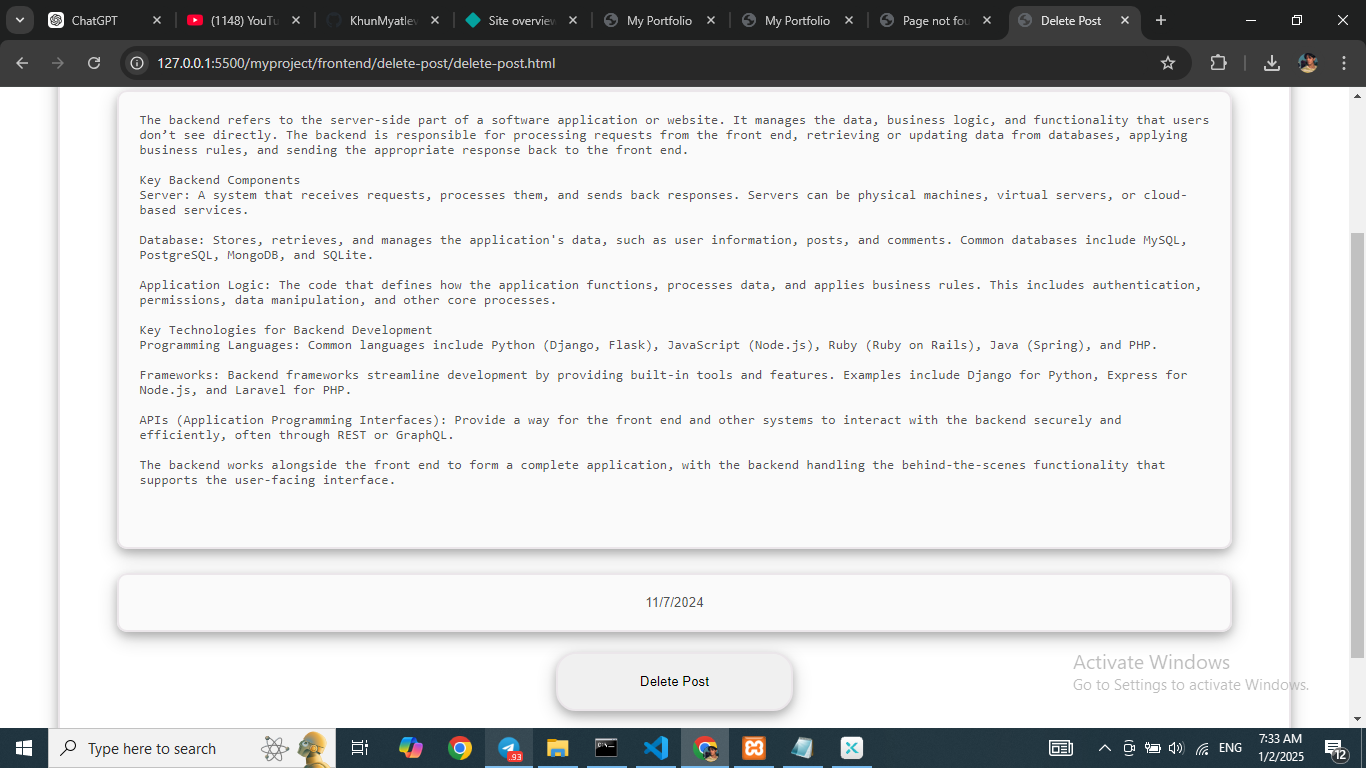 ChatGPT
(1148) YouTu
KhunMyatlev
Site overview
My Portfolio
My Portfolio
Page not fou
Delete Post
127.0.0.1:5500/myproject/frontend/delete-post/delete-post.html
The backend refers to the server-side part of a software application or website. It manages the data, business logic, and functionality that users
don’t see directly. The backend is responsible for processing requests from the front end, retrieving or updating data from databases, applying
business rules, and sending the appropriate response back to the front end.
Key Backend Components
Server: A system that receives requests, processes them, and sends back responses. Servers can be physical machines, virtual servers, or cloud-
based services.
Database: Stores, retrieves, and manages the application's data, such as user information, posts, and comments. Common databases include MySQL,
PostgreSQL, MongoDB, and SQLite.
Application Logic: The code that defines how the application functions, processes data, and applies business rules. This includes authentication,
permissions, data manipulation, and other core processes.
Key Technologies for Backend Development
Programming Languages: Common languages include Python (Django, Flask), JavaScript (Node.js), Ruby (Ruby on Rails), Java (Spring), and PHP.
Frameworks: Backend frameworks streamline development by providing built-in tools and features. Examples include Django for Python, Express for
Node.js, and Laravel for PHP.
APIs (Application Programming Interfaces): Provide a way for the front end and other systems to interact with the backend securely and
efficiently, often through REST or GraphQL.
The backend works alongside the front end to form a complete application, with the backend handling the behind-the-scenes functionality that
supports the user-facing interface.
11/7/2024
Delete Post
Activate Windows
Go to Settings to activate Windows.
Type here to search
93
ENG
7:33 AM
1/2/2025
12